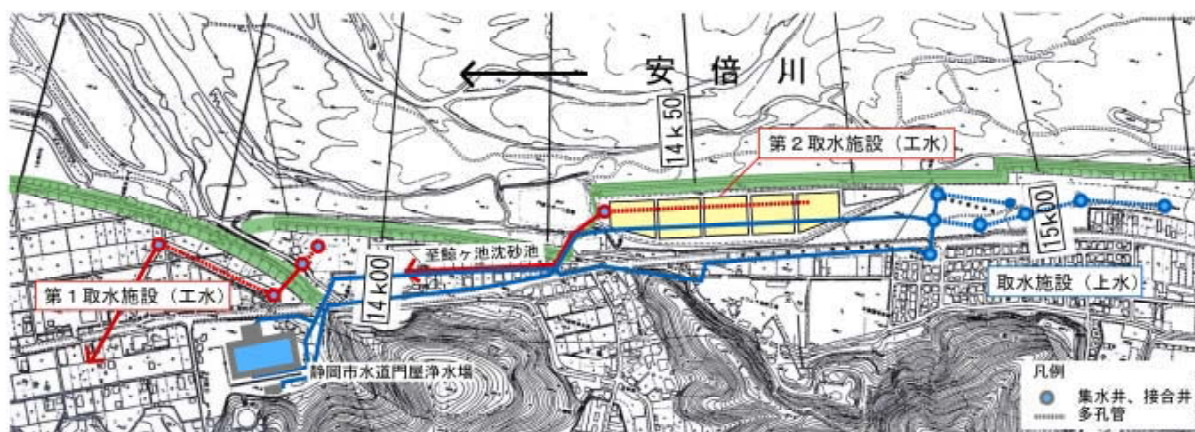 安倍川
14k50
第2取水施設（工水）
15k00
至鯨ヶ池沈砂池
14k00
第1取水施設（工水）
取水施設（上水）
静岡市水道門屋浄水場
凡例
集水井、接合井
多孔管